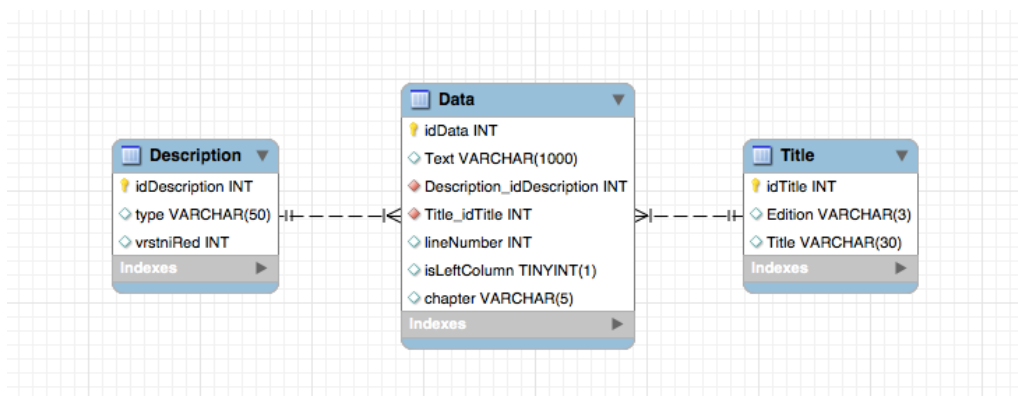 Description
idDescription INT
type VARCHAR(50)
vrstniRed INT
Indexes
Data
idData INT
Text VARCHAR(1000)
Description_idDescription INT
Title_idTitle INT
lineNumber INT
isLeftColumn TINYINT(1)
chapter VARCHAR(5)
Indexes
Title
idTitle INT
Edition VARCHAR(3)
Title VARCHAR(30)
Indexes